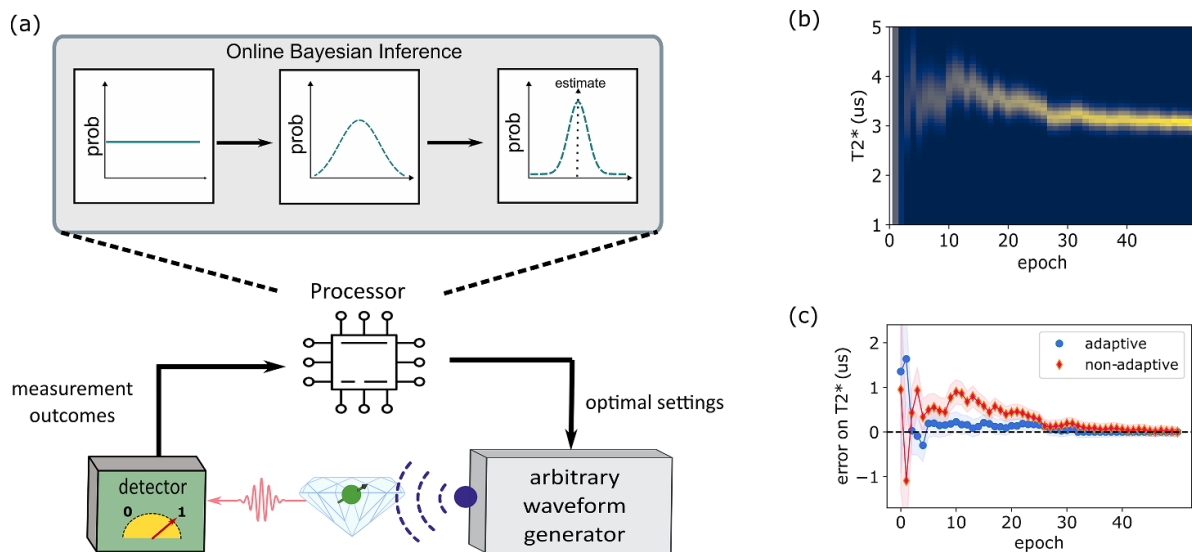 (a)
Online Bayesian Inference
prob
prob
estimate
prob
Processor
measurement
outcomes
optimal settings
detector
0 1
arbitrary
waveform
generator
(b)
T2* (us)
5
4
3
2
1
0 10 20 30 40
epoch
(c)
error on T2* (us)
2
1
0
−1
adaptive
non-adaptive
0 10 20 30 40
epoch